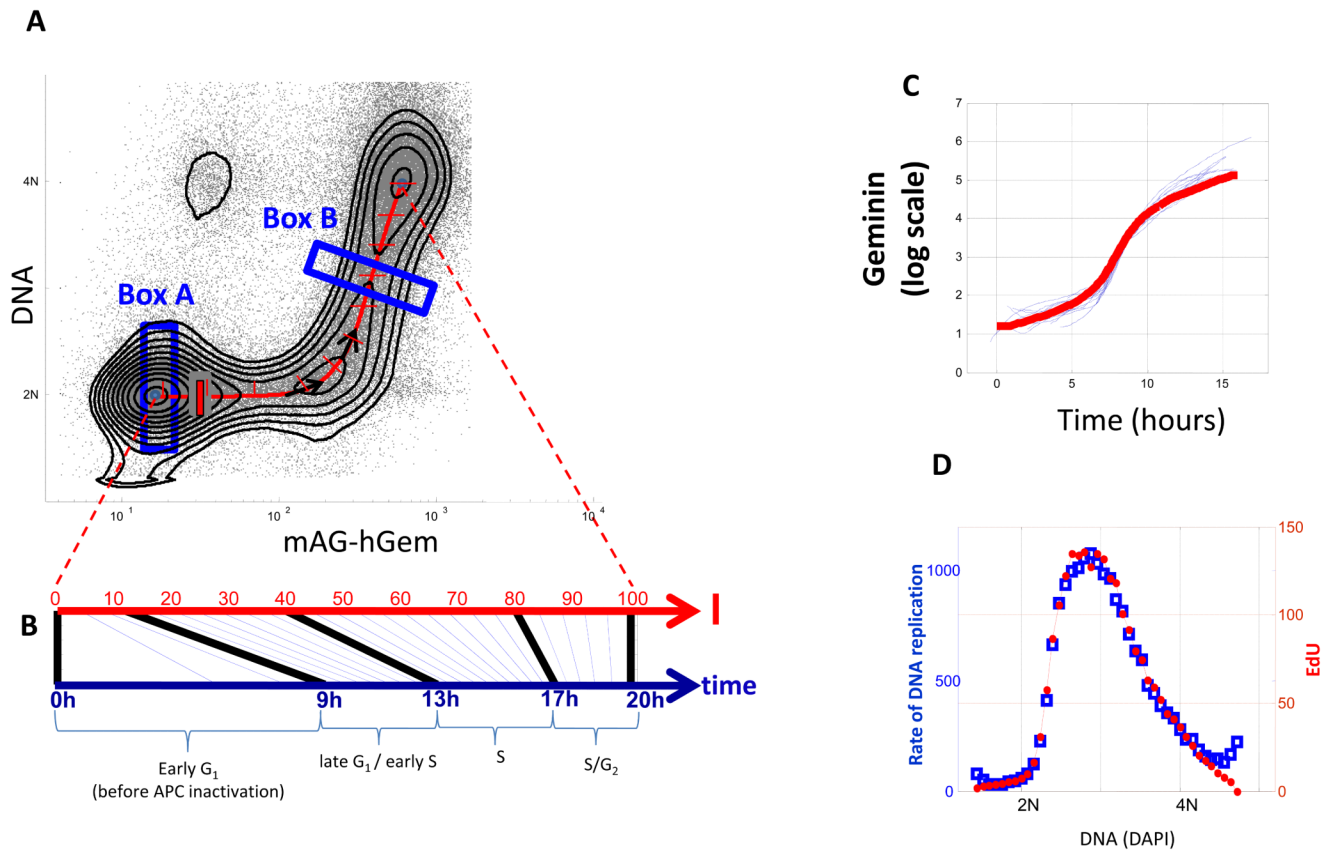 A
DNA
4N
2N
Box B
Box A
10¹
10²
10³
10⁴
mAG-hGem
B
0 10 20 30 40 50 60 70 80 90 100
l
0h 9h 13h 17h 20h
time
Early G₁
(before APC inactivation)
late G₁ / early S
S
S/G₂
C
Geminin
(log scale)
7
6
5
4
3
2
1
0
0 5 10 15
Time (hours)
D
Rate of DNA replication
1000
500
0
150
100
50
0
EdU
2N 4N
DNA (DAPI)